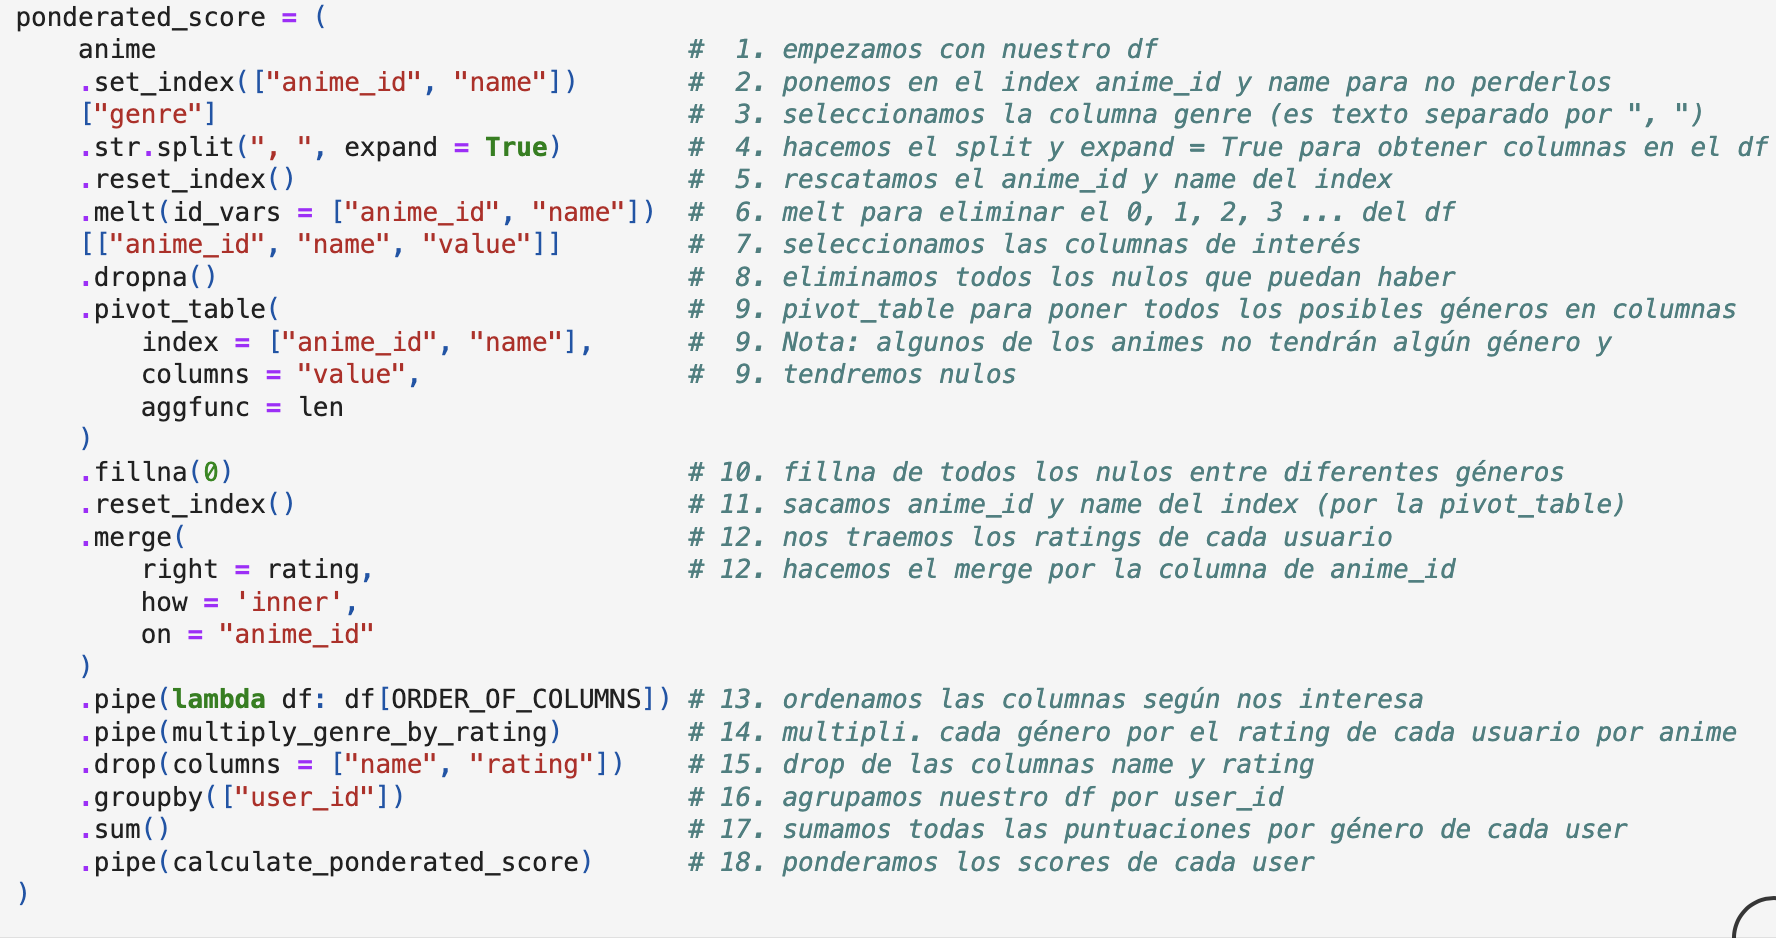 ponderated_score = (
    anime                                  #  1. empezamos con nuestro df
    .set_index(["anime_id", "name"])       #  2. ponemos en el index anime_id y name para no perderlos
    ["genre"]                              #  3. seleccionamos la columna genre (es texto separado por ", ")
    .str.split(", ", expand = True)        #  4. hacemos el split y expand = True para obtener columnas en el df
    .reset_index()                         #  5. rescatamos el anime_id y name del index
    .melt(id_vars = ["anime_id", "name"])  #  6. melt para eliminar el 0, 1, 2, 3 ... del df
    [["anime_id", "name", "value"]]        #  7. seleccionamos las columnas de interés
    .dropna()                              #  8. eliminamos todos los nulos que puedan haber
    .pivot_table(                          #  9. pivot_table para poner todos los posibles géneros en columnas
        index = ["anime_id", "name"],      #  9. Nota: algunos de los animes no tendrán algún género y
        columns = "value",                 #  9. tendremos nulos
        aggfunc = len
    )
    .fillna(0)                             # 10. fillna de todos los nulos entre diferentes géneros
    .reset_index()                         # 11. sacamos anime_id y name del index (por la pivot_table)
    .merge(                                # 12. nos traemos los ratings de cada usuario
        right = rating,                    # 12. hacemos el merge por la columna de anime_id
        how = 'inner',
        on = "anime_id"
    )
    .pipe(lambda df: df[ORDER_OF_COLUMNS]) # 13. ordenamos las columnas según nos interesa
    .pipe(multiply_genre_by_rating)        # 14. multipli. cada género por el rating de cada usuario por anime
    .drop(columns = ["name", "rating"])    # 15. drop de las columnas name y rating
    .groupby(["user_id"])                  # 16. agrupamos nuestro df por user_id
    .sum()                                 # 17. sumamos todas las puntuaciones por género de cada user
    .pipe(calculate_ponderated_score)      # 18. ponderamos los scores de cada user
)